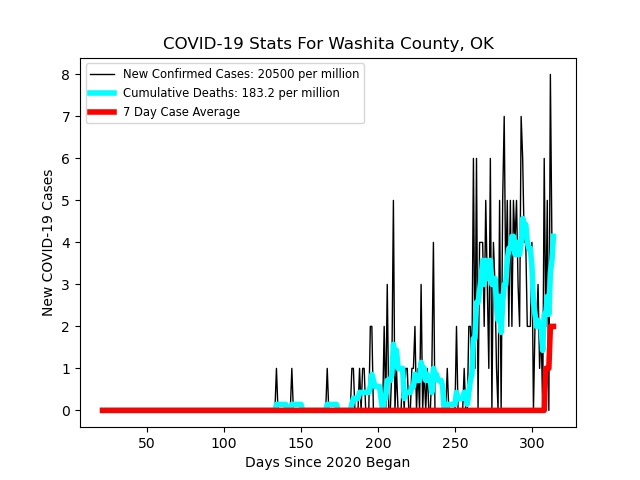 COVID-19 Stats For Washita County, OK
New Confirmed Cases: 20500 per million
Cumulative Deaths: 183.2 per million
7 Day Case Average
New COVID-19 Cases
8
7
6
5
4
3
2
1
0
50 100 150 200 250 300
Days Since 2020 Began